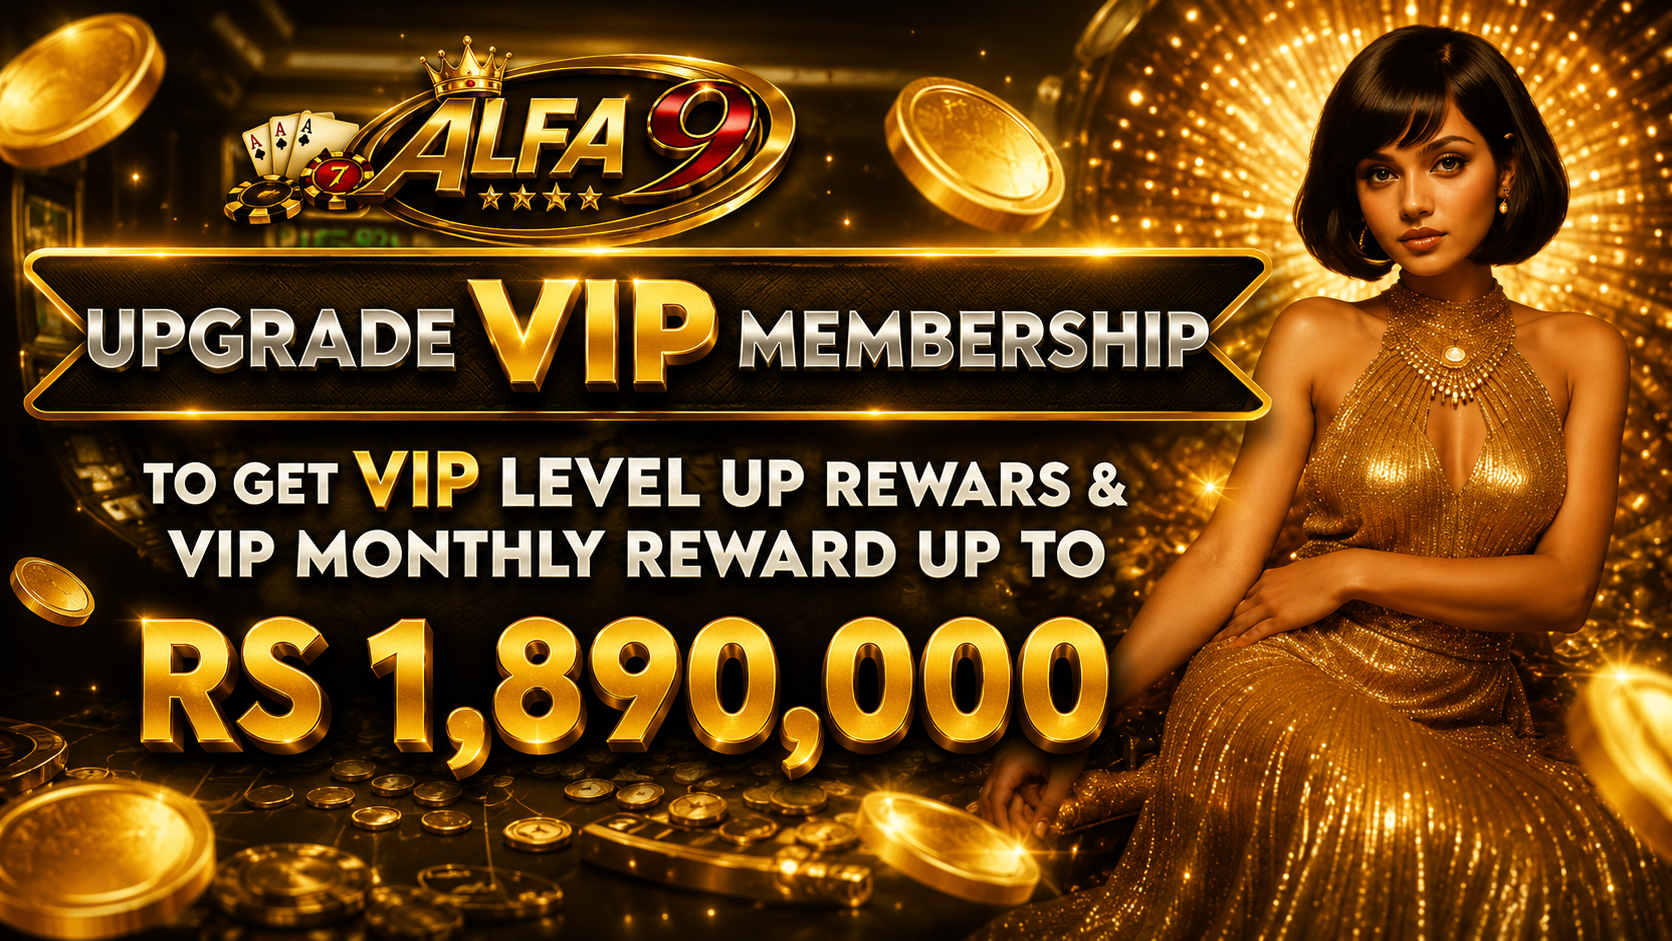 ALFA 9
UPGRADE VIP MEMBERSHIP
TO GET VIP LEVEL UP REWARS &
VIP MONTHLY REWARD UP TO
RS 1,890,000